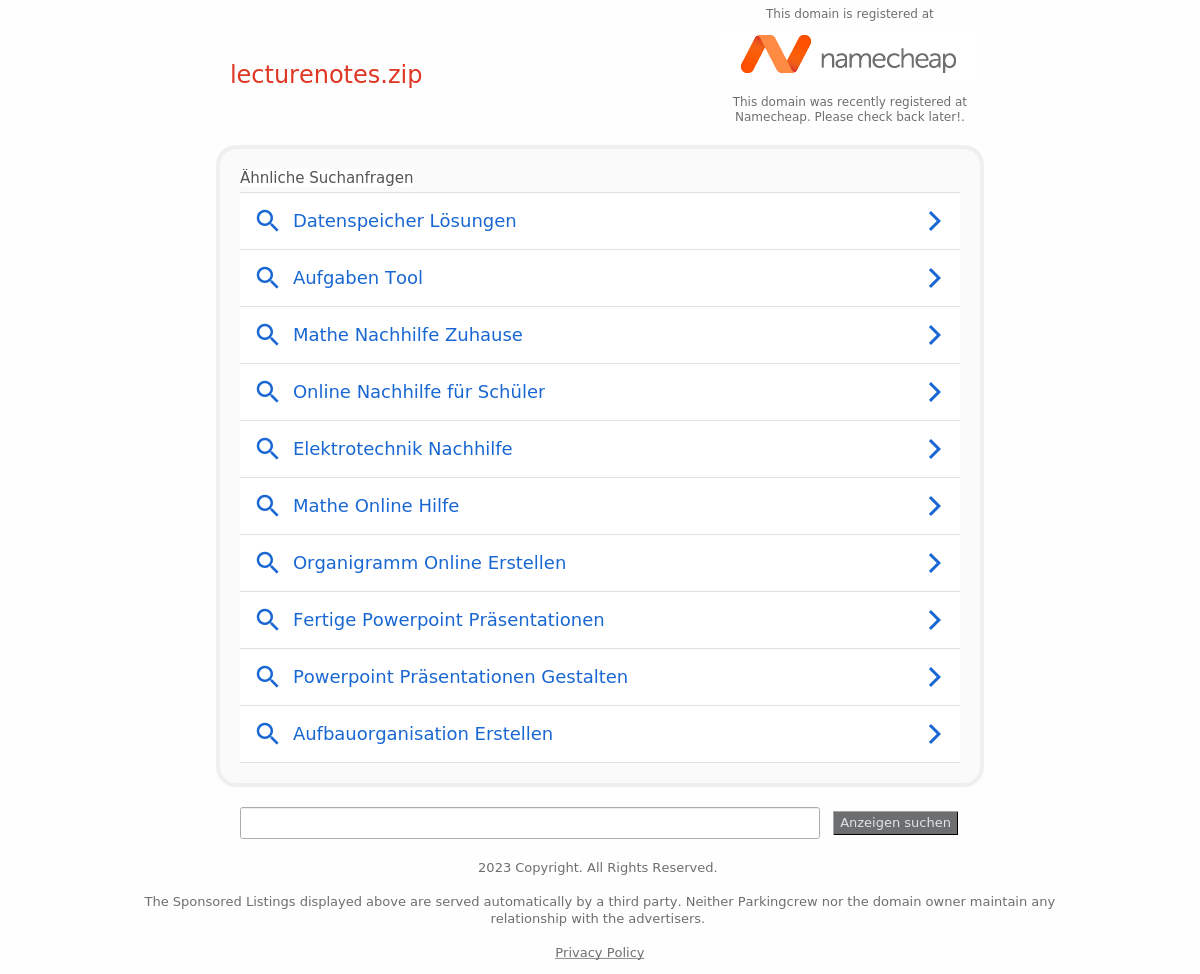 This domain is registered at
namecheap
lecturenotes.zip
This domain was recently registered at
Namecheap. Please check back later!.
Ähnliche Suchanfragen
Datenspeicher Lösungen
Aufgaben Tool
Mathe Nachhilfe Zuhause
Online Nachhilfe für Schüler
Elektrotechnik Nachhilfe
Mathe Online Hilfe
Organigramm Online Erstellen
Fertige Powerpoint Präsentationen
Powerpoint Präsentationen Gestalten
Aufbauorganisation Erstellen
Anzeigen suchen
2023 Copyright. All Rights Reserved.
The Sponsored Listings displayed above are served automatically by a third party. Neither Parkingcrew nor the domain owner maintain any
relationship with the advertisers.
Privacy Policy